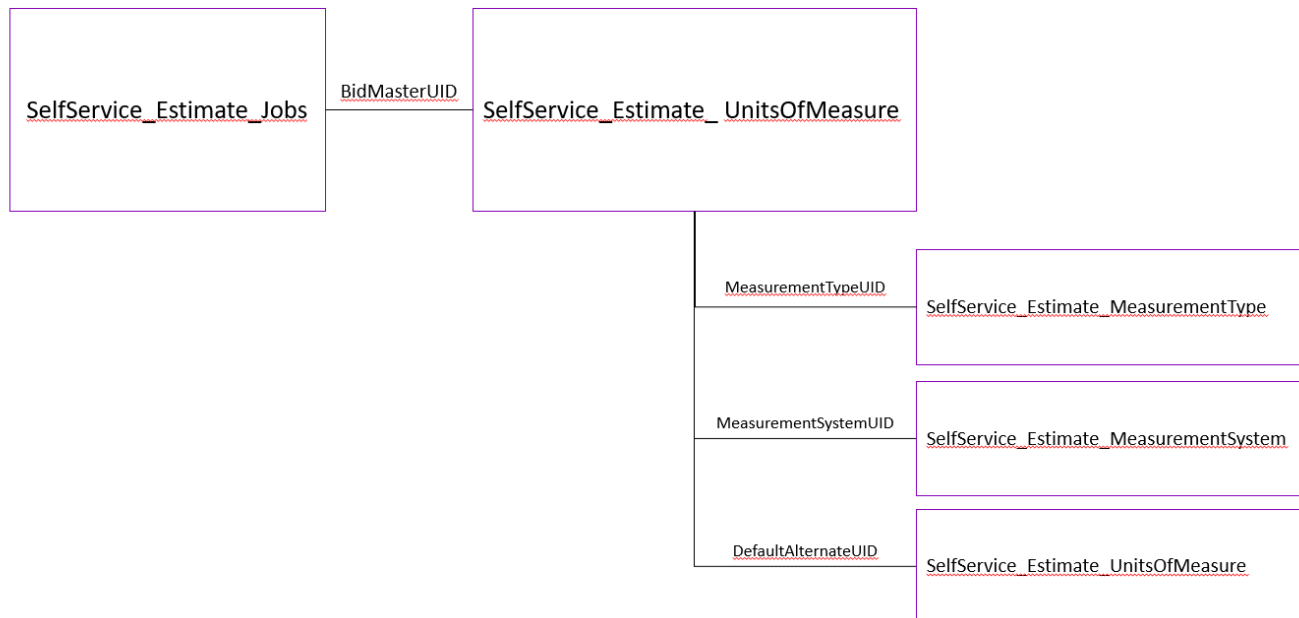 SelfService_Estimate_Jobs
BidMasterUID
SelfService_Estimate_ UnitsOfMeasure
MeasurementTypeUID
SelfService_Estimate_MeasurementType
MeasurementSystemUID
SelfService_Estimate_MeasurementSystem
DefaultAlternateUID
SelfService_Estimate_UnitsOfMeasure